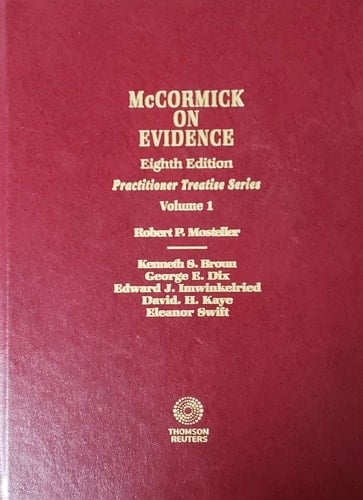 McCORMICK
ON
EVIDENCE
Eighth Edition
Practitioner Treatise Series
Volume 1
Robert P. Mosteller
Kenneth S. Broun
George E. Dix
Edward J. Imwinkelried
David. H. Kaye
Eleanor Swift
THOMSON
REUTERS